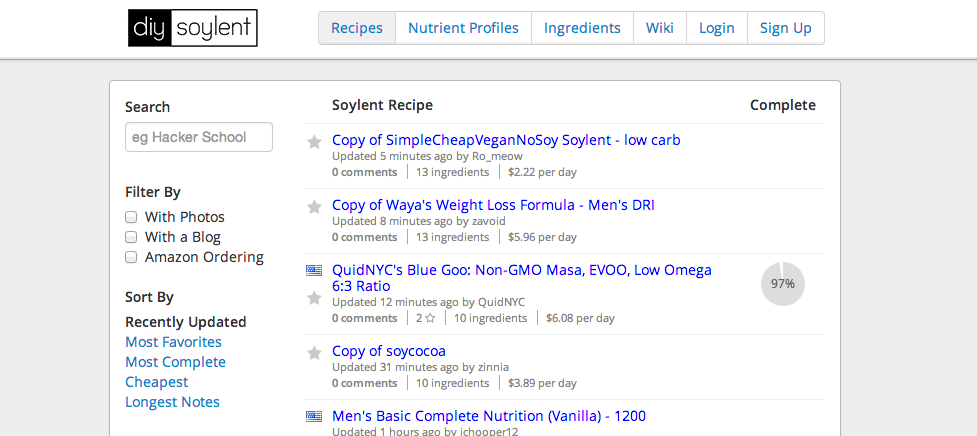 diy soylent
Recipes Nutrient Profiles Ingredients Wiki Login Sign Up
Search
eg Hacker School
Filter By
With Photos
With a Blog
Amazon Ordering
Sort By
Recently Updated
Most Favorites
Most Complete
Cheapest
Longest Notes
Soylent Recipe Complete
Copy of SimpleCheapVeganNoSoy Soylent - low carb
Updated 5 minutes ago by Ro_meow
0 comments 13 ingredients $2.22 per day
Copy of Waya's Weight Loss Formula - Men's DRI
Updated 8 minutes ago by zavoid
0 comments 13 ingredients $5.96 per day
QuidNYC's Blue Goo: Non-GMO Masa, EVOO, Low Omega
6:3 Ratio
97%
Updated 12 minutes ago by QuidNYC
0 comments 2 ☆ 10 ingredients $6.08 per day
Copy of soycocoa
Updated 31 minutes ago by zinnia
0 comments 10 ingredients $3.89 per day
Men's Basic Complete Nutrition (Vanilla) - 1200
Updated 1 hours ago by jchooper12